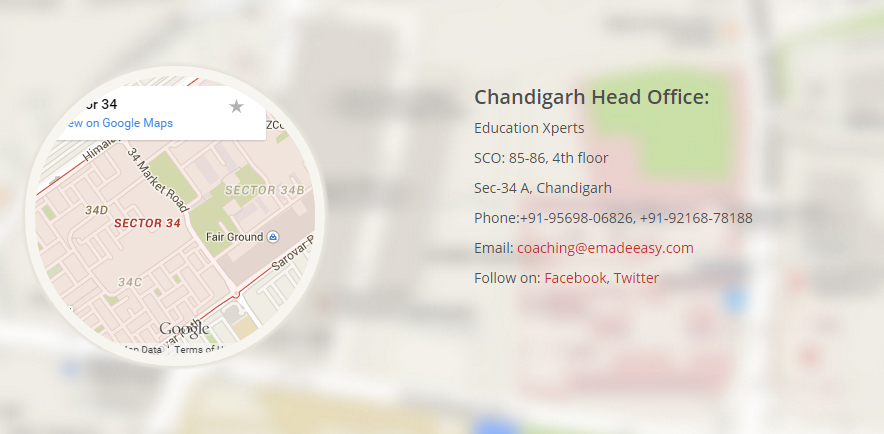 or 34
ew on Google Maps
34 Market Road
SECTOR 34B
34D
SECTOR 34
Fair Ground
34C
Google
Terms of
Chandigarh Head Office:
Education Xperts
SCO: 85-86, 4th floor
Sec-34 A, Chandigarh
Phone:+91-95698-06826, +91-92168-78188
Email: coaching@emadeeasy.com
Follow on: Facebook, Twitter